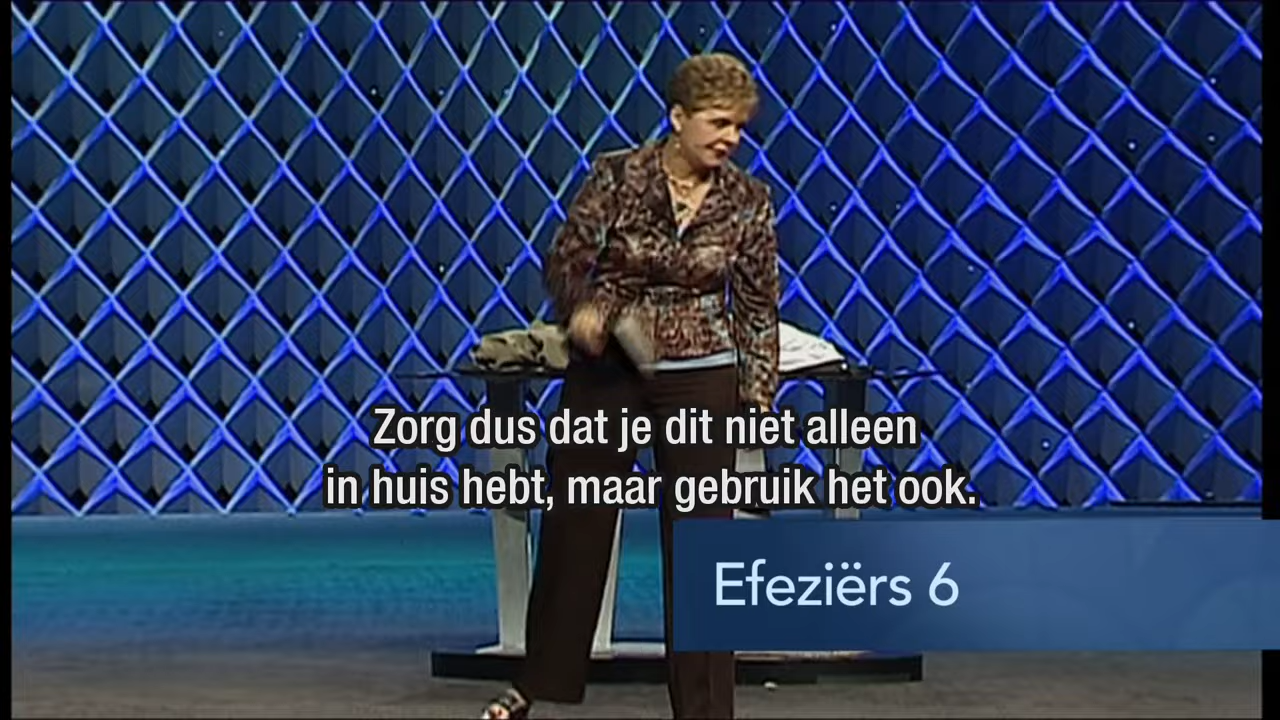 Zorg dus dat je dit niet alleen
in huis hebt, maar gebruik het ook.
Efeziërs 6